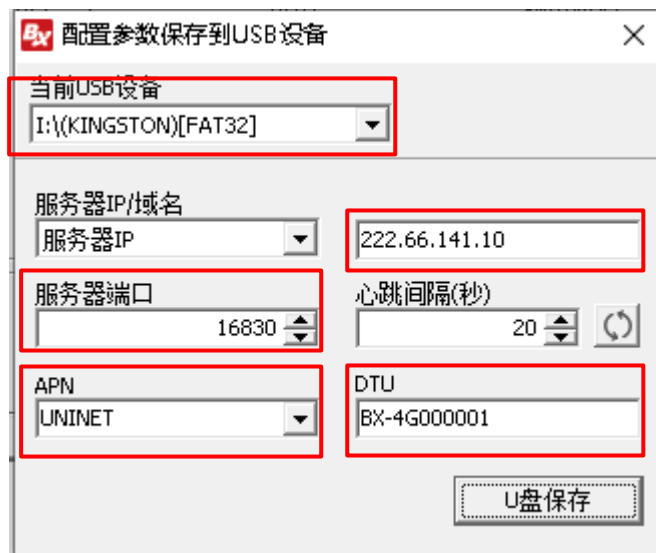 BX 配置参数保存到USB设备
当前USB设备
I:\(KINGSTON)[FAT32]
服务器IP/域名
服务器IP
222.66.141.10
服务器端口
心跳间隔(秒)
16830
20
APN
DTU
UNINET
BX-4G000001
U盘保存